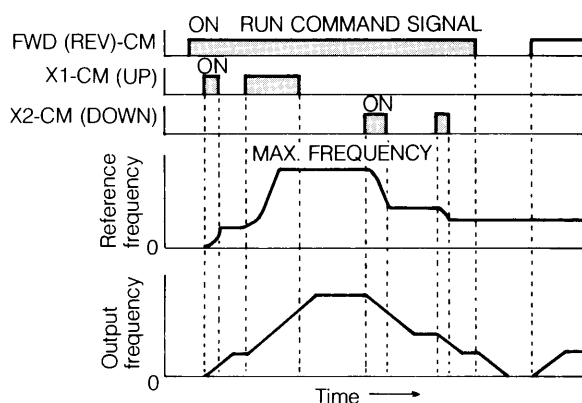 ON RUN COMMAND SIGNAL
FWD (REV)-CM
ON
X1-CM (UP)
ON
X2-CM (DOWN)
MAX. FREQUENCY
Reference
frequency
0
Output
frequency
0
Time